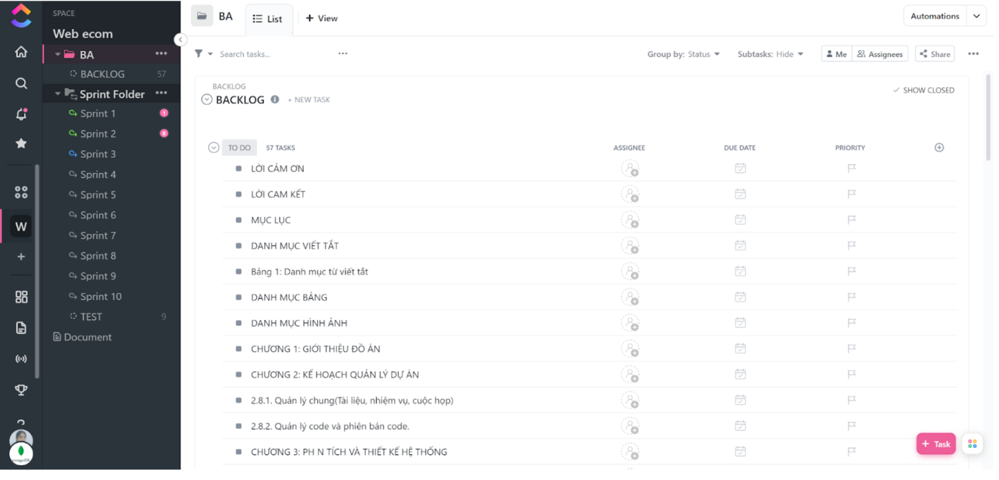 SPACE
Web ecom
BA
BACKLOG 57
Sprint Folder
Sprint 1 1
Sprint 2 6
Sprint 3
Sprint 4
Sprint 5
Sprint 6
Sprint 7
Sprint 8
Sprint 9
Sprint 10
TEST 9
Document
W
mongoDB
BA List + View
Automations
Search tasks...
Group by: Status Subtasks: Hide Me Assignees Share
BACKLOG
BACKLOG + NEW TASK
SHOW CLOSED
TO DO 57 TASKS ASSIGNEE DUE DATE PRIORITY
LỜI CẢM ƠN
LỜI CAM KẾT
MỤC LỤC
DANH MỤC VIẾT TẮT
Bảng 1: Danh mục từ viết tắt
DANH MỤC BẢNG
DANH MỤC HÌNH ẢNH
CHƯƠNG 1: GIỚI THIỆU ĐỒ ÁN
CHƯƠNG 2: KẾ HOẠCH QUẢN LÝ DỰ ÁN
2.8.1. Quản lý chung(Tài liệu, nhiệm vụ, cuộc họp)
2.8.2. Quản lý code và phiên bản code.
CHƯƠNG 3: PH N TÍCH VÀ THIẾT KẾ HỆ THỐNG
+ Task